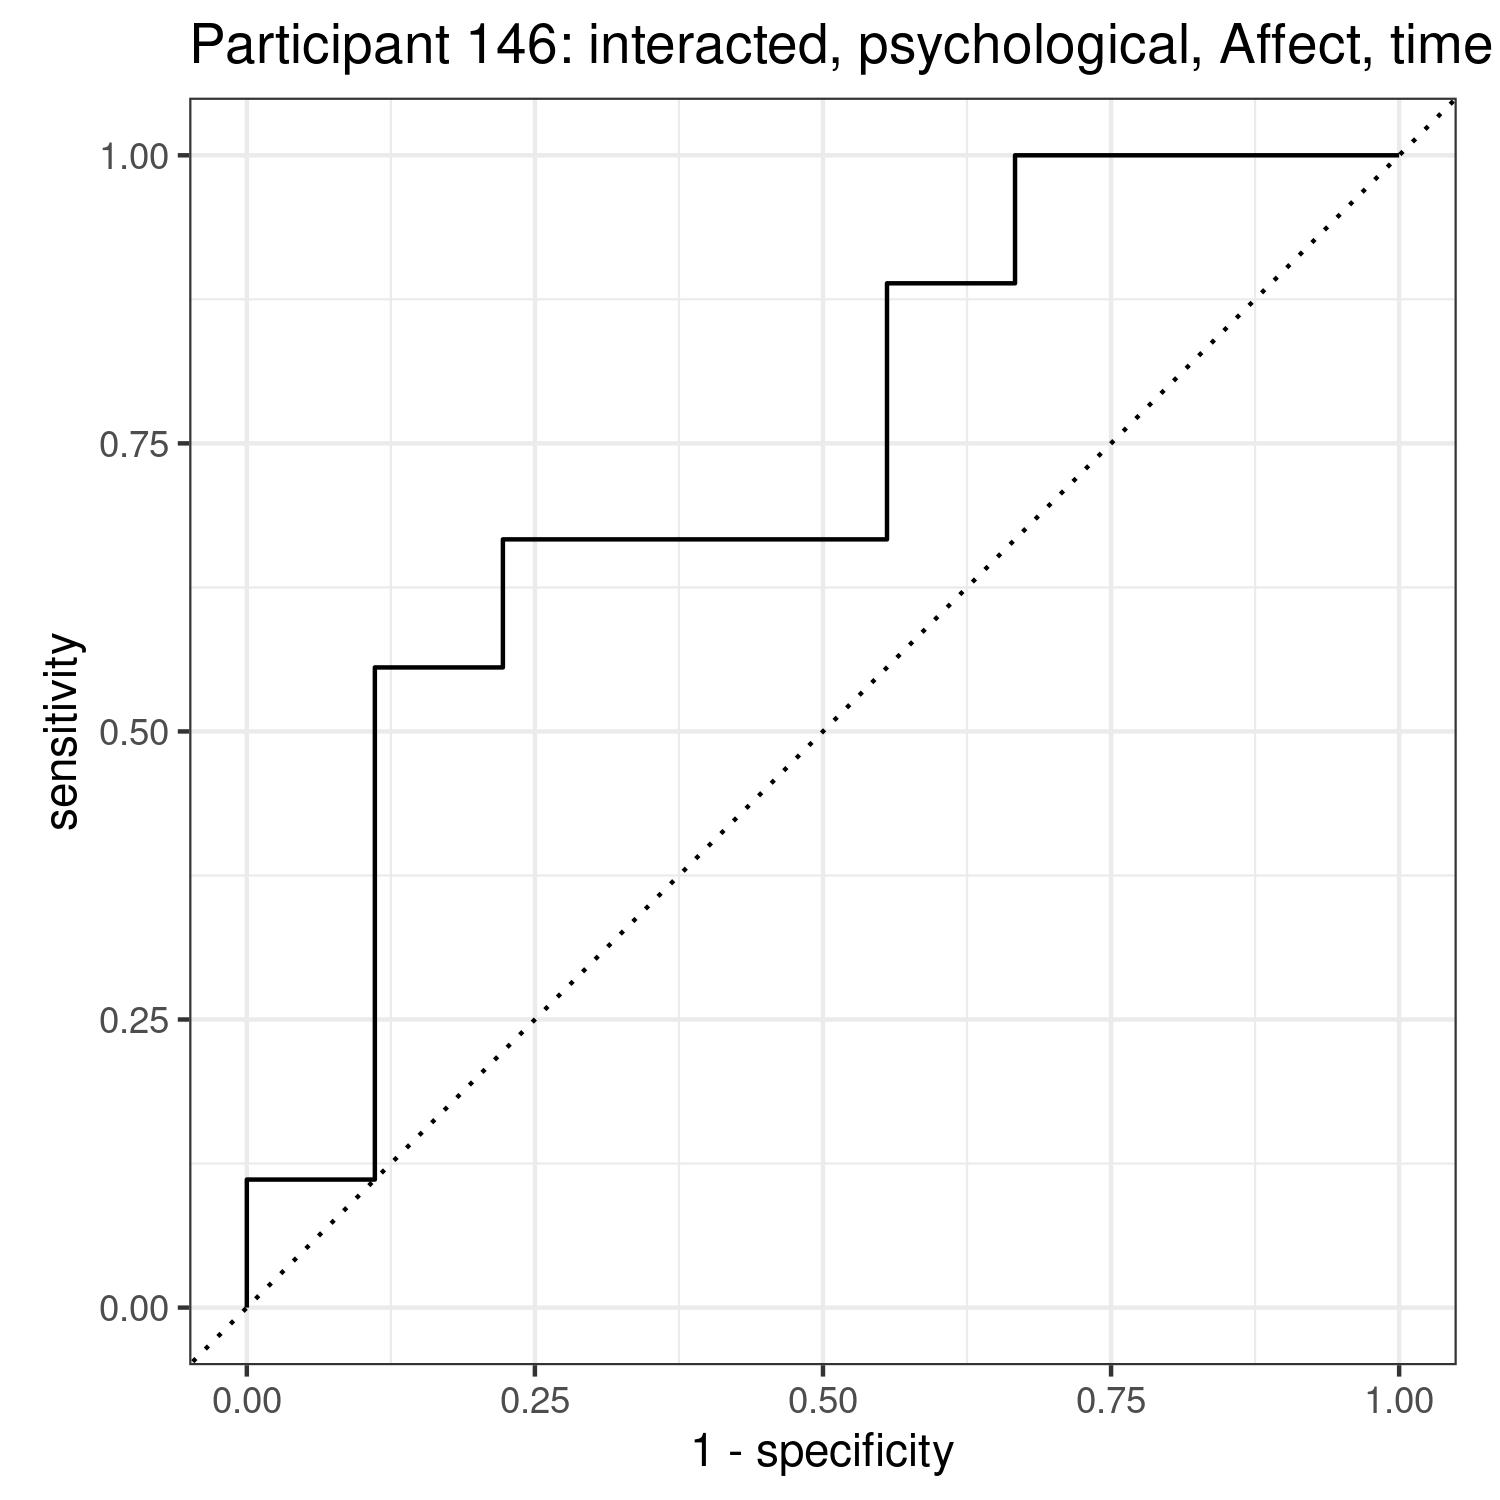 Participant 146: interacted, psychological, Affect, time
1.00
0.75
0.50
0.25
0.00
sensitivity
0.00 0.25 0.50 0.75 1.00
1 - specificity